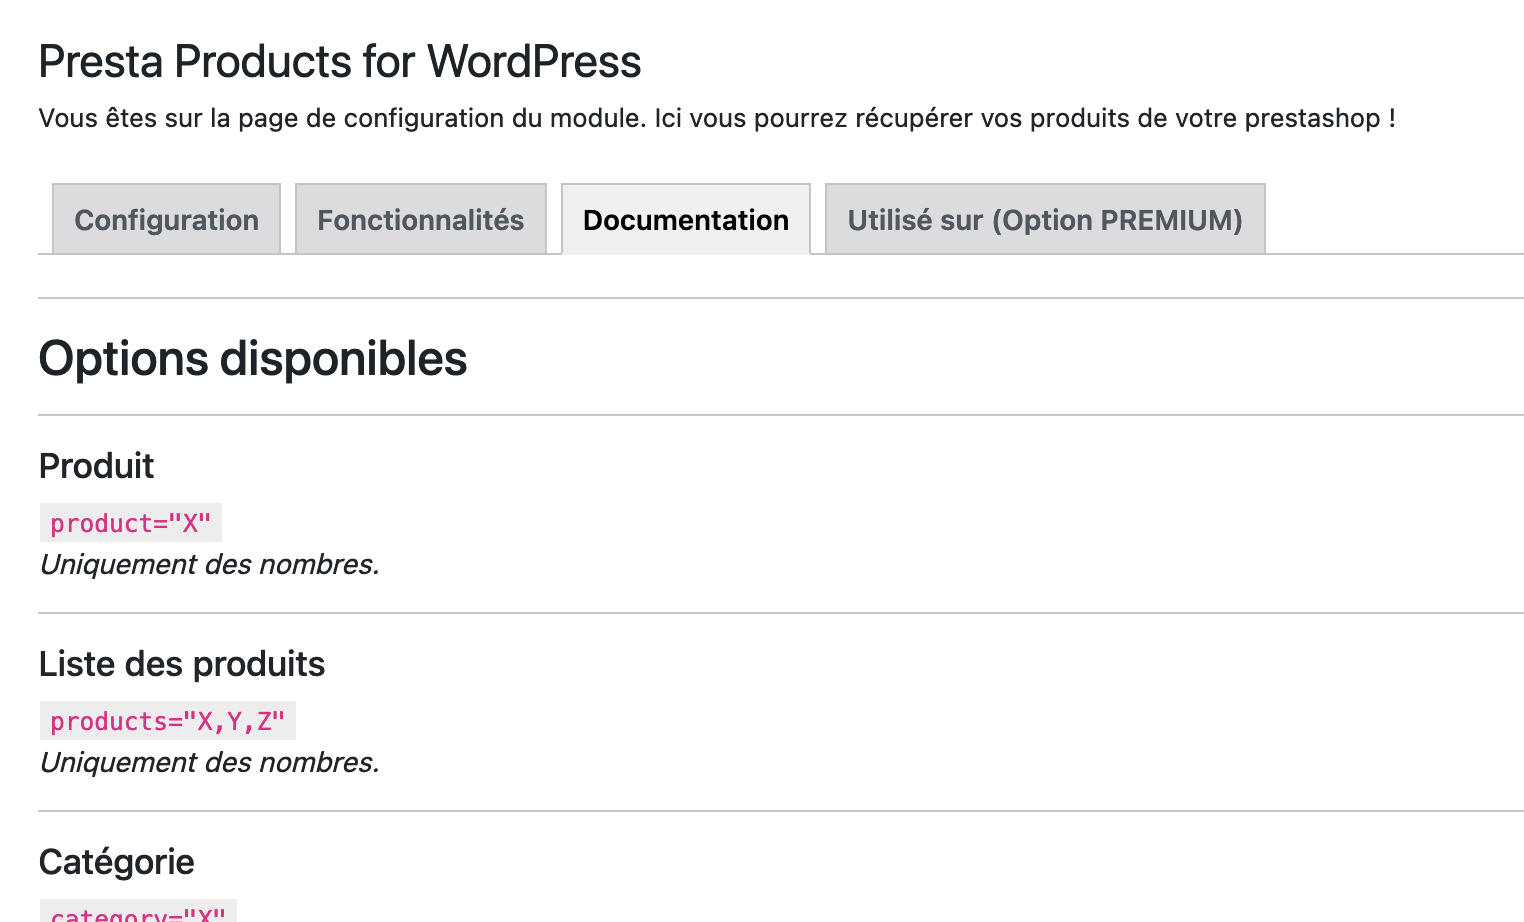 Presta Products for WordPress
Vous êtes sur la page de configuration du module. Ici vous pourrez récupérer vos produits de votre prestashop !
Configuration Fonctionnalités Documentation Utilisé sur (Option PREMIUM)
Options disponibles
Produit
product="X"
Uniquement des nombres.
Liste des produits
products="X,Y,Z"
Uniquement des nombres.
Catégorie
category="X"